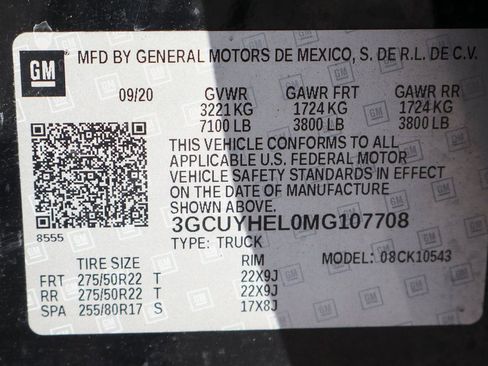 GM
MFD BY GENERAL MOTORS DE MEXICO, S. DE R.L. DE C.V.
09/20 GVWR GAWR FRT GAWR RR
3221 KG 1724 KG 1724 KG
7100 LB 3800 LB 3800 LB
THIS VEHICLE CONFORMS TO ALL
APPLICABLE U.S. FEDERAL MOTOR
VEHICLE SAFETY STANDARDS IN EFFECT
ON THE DATE OF MANUFACTURE
SHOWN ABOVE.
8555
3GCUYHEL0MG107708
TYPE: TRUCK MODEL: 08CK10543
TIRE SIZE RIM
FRT 275/50R22 T 22X9J
RR 275/50R22 T 22X9J
SPA 255/80R17 S 17X8J